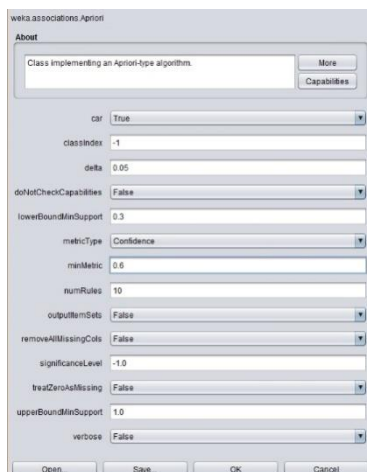 weka.associations.Apriori
About
Class implementing an Apriori-type algorithm.
More
Capabilities
car True
classIndex -1
delta 0.05
doNotCheckCapabilities False
lowerBoundMinSupport 0.3
metricType Confidence
minMetric 0.6
numRules 10
outputItemSets False
removeAllMissingCols False
significanceLevel -1.0
treatZeroAsMissing False
upperBoundMinSupport 1.0
verbose False
Open... Save... OK Cancel